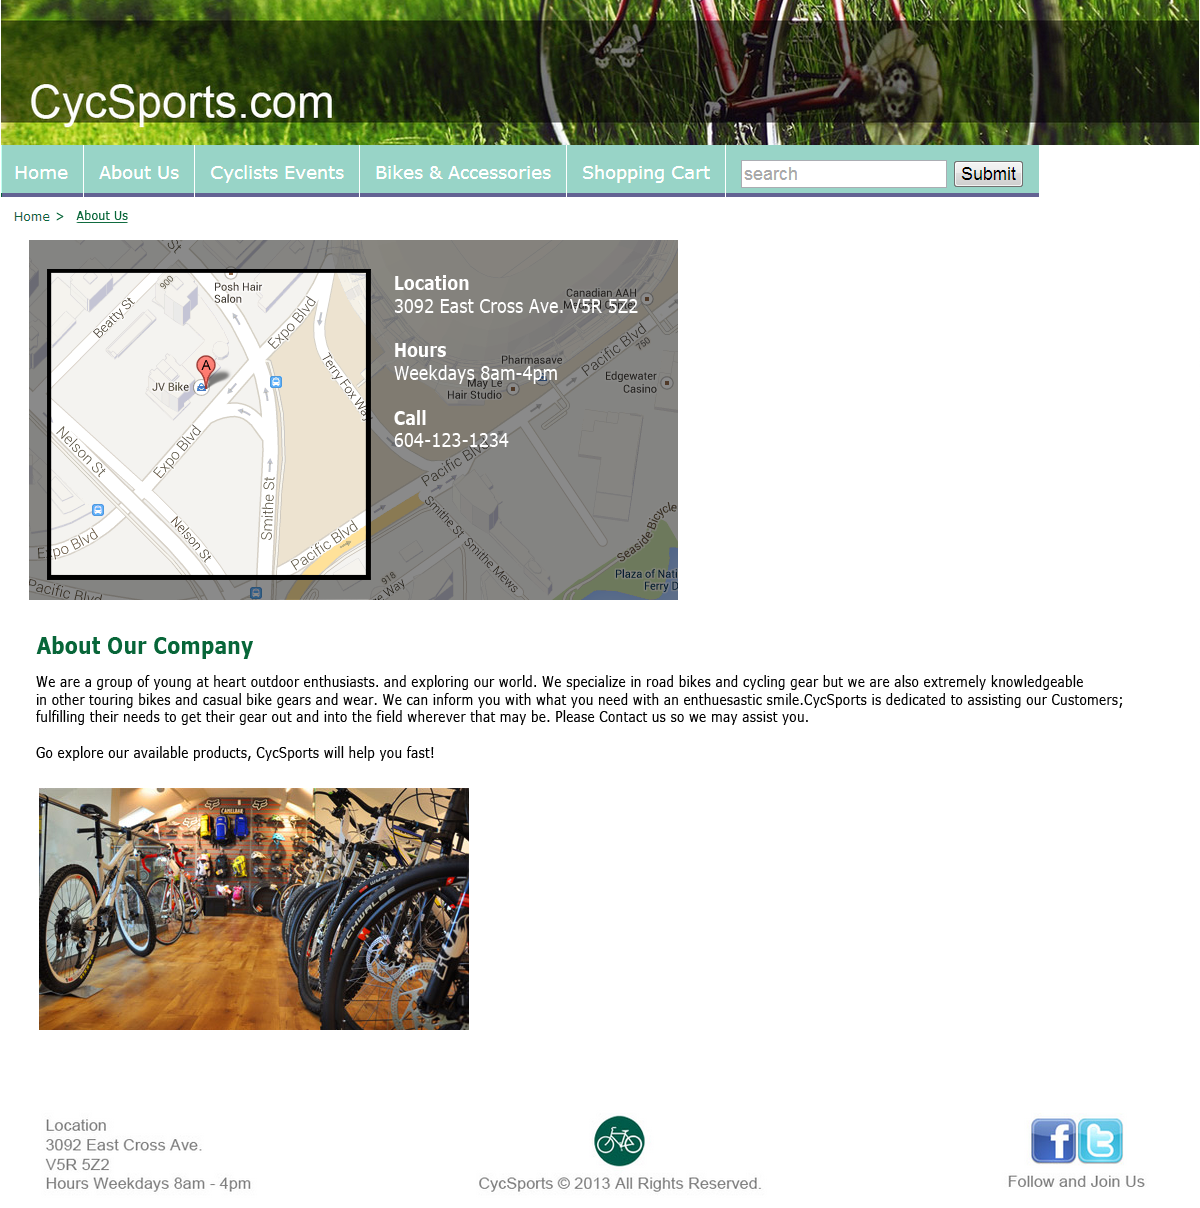 CycSports.com
Home
About Us
Cyclists Events
Bikes & Accessories
Shopping Cart
search
Submit
Home >
About Us
St
900
Posh Hair
Salon
Beatty St
Expo Blvd
Terry Fox Way
JV Bike
A
Nelson St
Expo Blvd
Smithe St
Nelson St
Expo Blvd
Pacific Blvd
Pacific Blvd
Location
3092 East Cross Ave. V5R 5Z2
Canadian AAH
Hours
Weekdays 8am-4pm
Call
604-123-1234
Pacific Blvd
750
Pharmasave
May Le
Hair Studio
Edgewater
Casino
Pacific Blvd
Smithe St
Smithe Mews
918
Way
Seaside Bicycle
Plaza of Nati
Ferry D
About Our Company
We are a group of young at heart outdoor enthusiasts. and exploring our world. We specialize in road bikes and cycling gear but we are also extremely knowledgeable
in other touring bikes and casual bike gears and wear. We can inform you with what you need with an enthuesastic smile.CycSports is dedicated to assisting our Customers;
fulfilling their needs to get their gear out and into the field wherever that may be. Please Contact us so we may assist you.
Go explore our available products, CycSports will help you fast!
FOX
CAMELBAK
FOX
SCHWALBE
Location
3092 East Cross Ave.
V5R 5Z2
Hours Weekdays 8am - 4pm
CycSports © 2013 All Rights Reserved.
f
t
Follow and Join Us